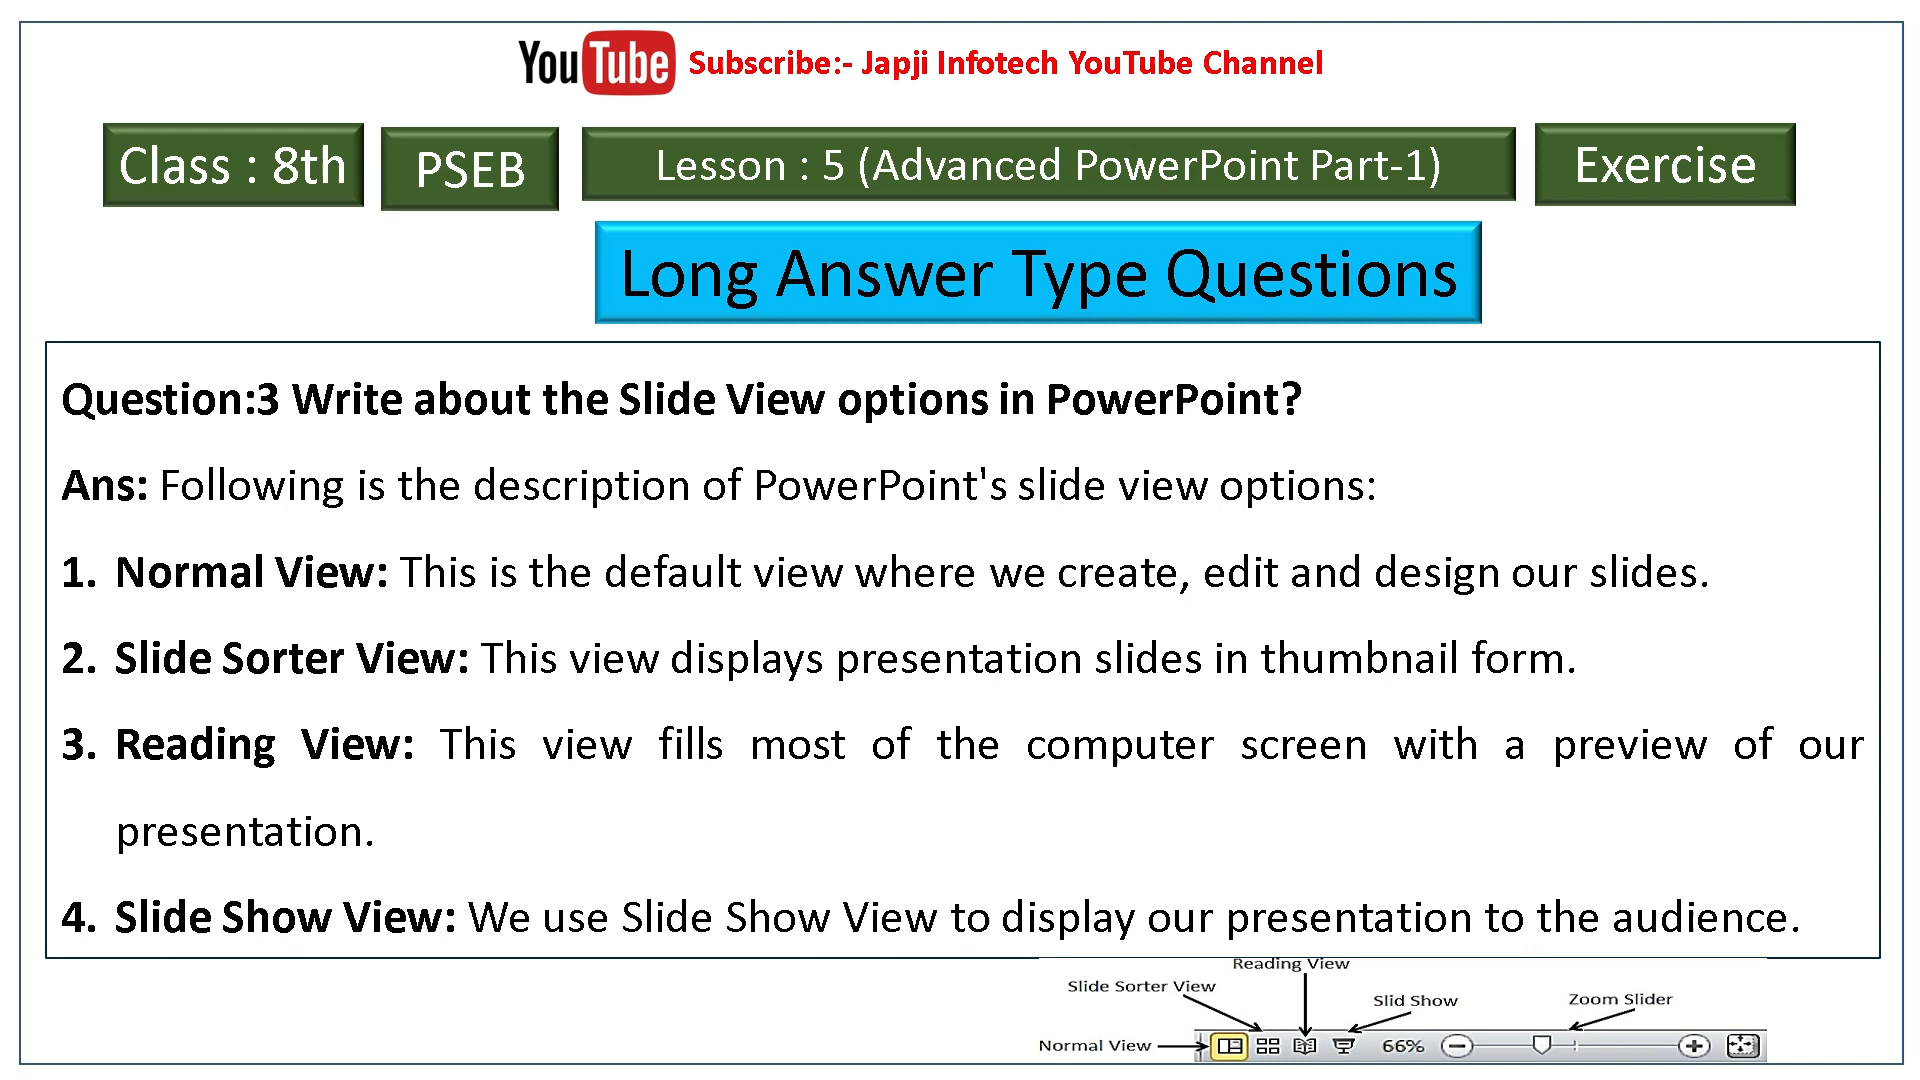 YouTube Subscribe:- Japji Infotech YouTube Channel
Class : 8th PSEB Lesson : 5 (Advanced PowerPoint Part-1) Exercise
Long Answer Type Questions
Question:3 Write about the Slide View options in PowerPoint?
Ans: Following is the description of PowerPoint's slide view options:
1. Normal View: This is the default view where we create, edit and design our slides.
2. Slide Sorter View: This view displays presentation slides in thumbnail form.
3. Reading View: This view fills most of the computer screen with a preview of our
presentation.
4. Slide Show View: We use Slide Show View to display our presentation to the audience.
Reading View
Slide Sorter View
Slid Show
Zoom Slider
Normal View
66%